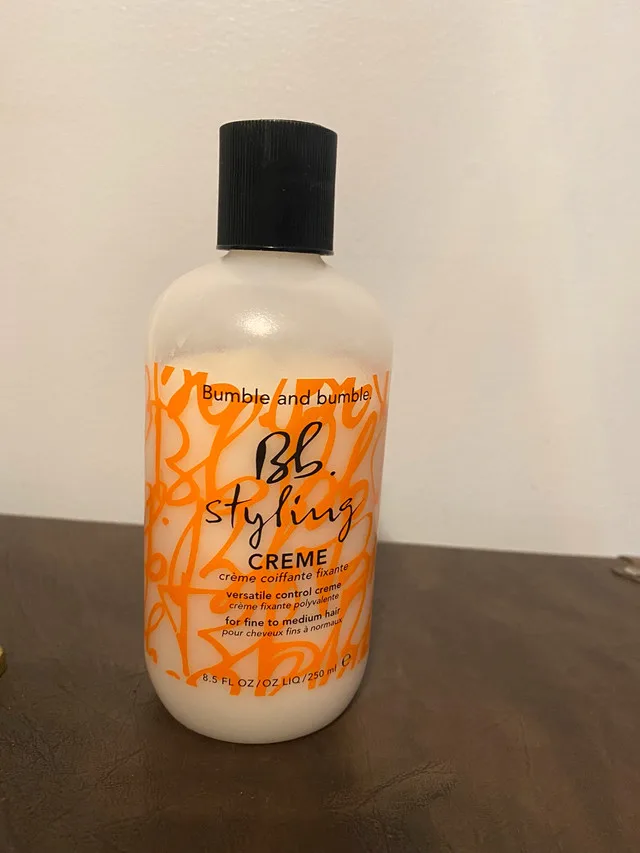 Bumble and bumble.
Bb.
styling
CREME
crème coiffante fixante
versatile control creme
crème fixante polyvalente
for fine to medium hair
pour cheveux fins à normaux
8.5 FL OZ/OZ LIQ/250 ml ℮